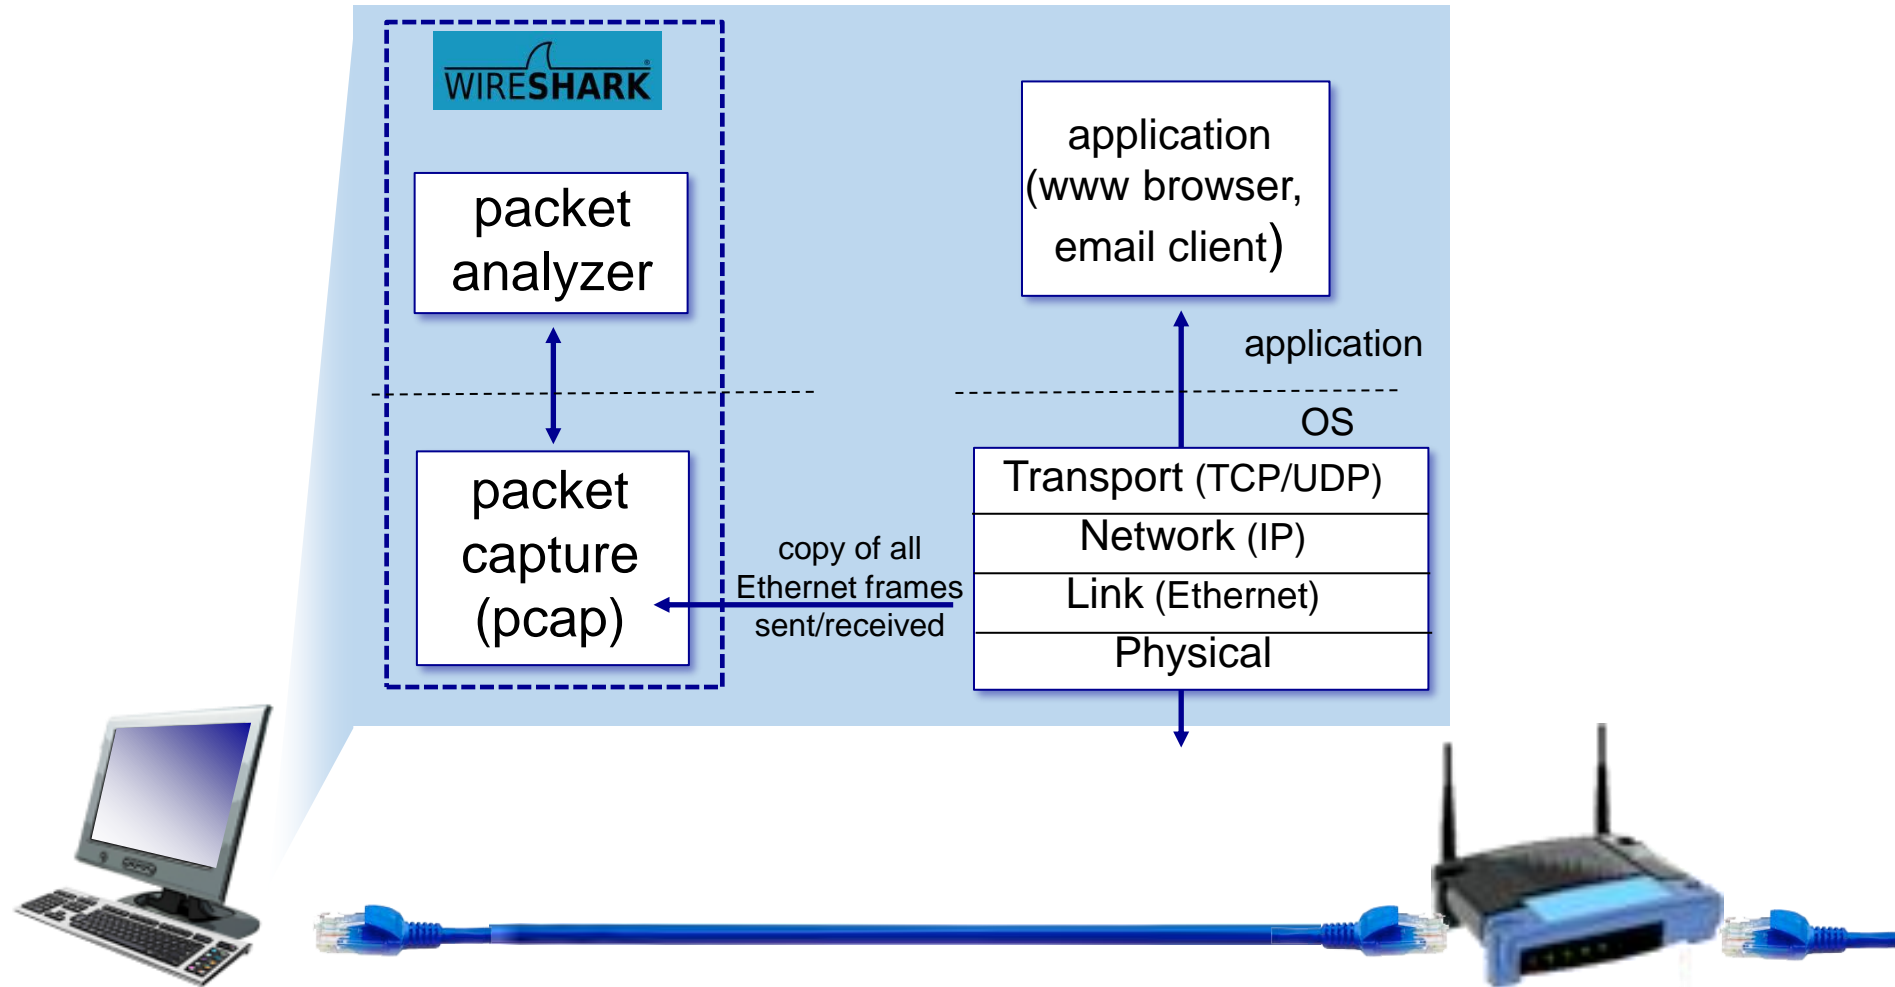 WIRESHARK
®
packet
analyzer
packet
capture
(pcap)
copy of all
Ethernet frames
sent/received
application
(www browser,
email client)
application
OS
Transport (TCP/UDP)
Network (IP)
Link (Ethernet)
Physical